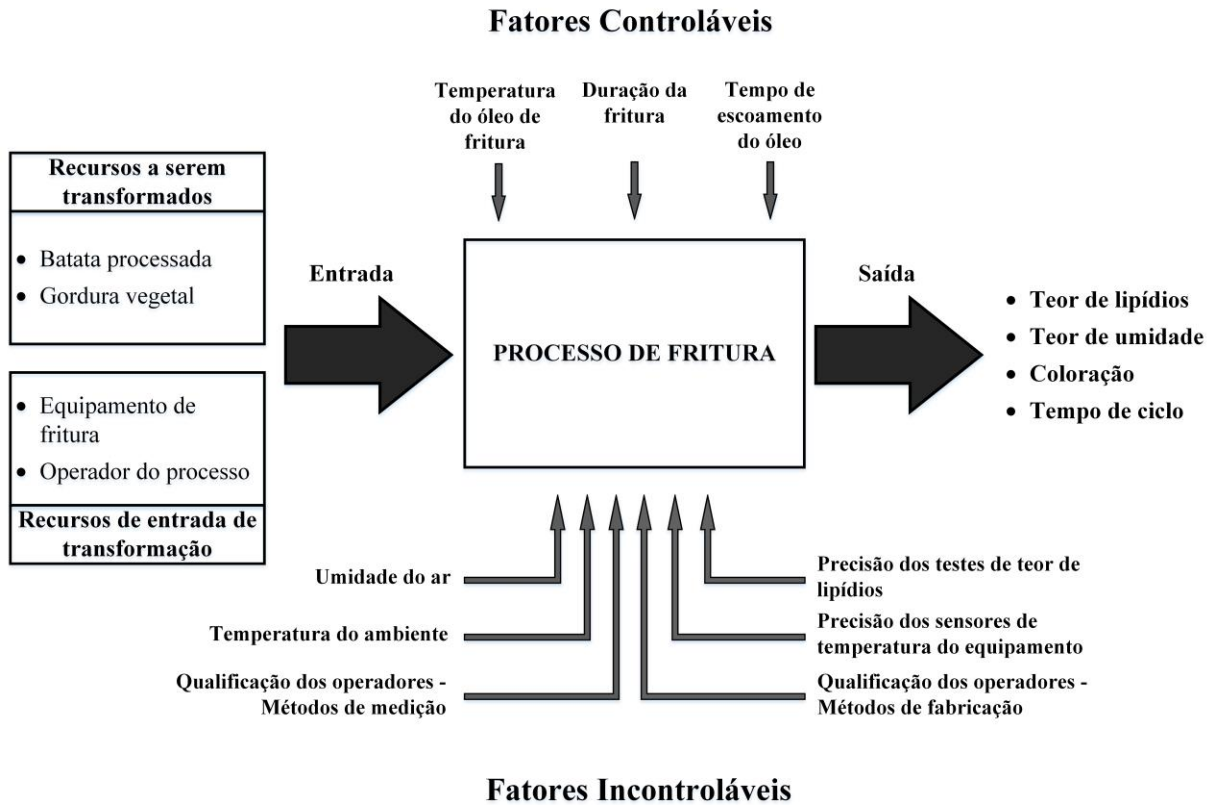 Fatores Controláveis
Temperatura
do óleo de
fritura
Duração da
fritura
Tempo de
escoamento
do óleo
Recursos a serem
transformados
• Batata processada
• Gordura vegetal
• Equipamento de
fritura
• Operador do processo
Recursos de entrada de
transformação
Entrada
PROCESSO DE FRITURA
Saída
• Teor de lipídios
• Teor de umidade
• Coloração
• Tempo de ciclo
Umidade do ar
Temperatura do ambiente
Qualificação dos operadores -
Métodos de medição
Precisão dos testes de teor de
lipídios
Precisão dos sensores de
temperatura do equipamento
Qualificação dos operadores -
Métodos de fabricação
Fatores Incontroláveis